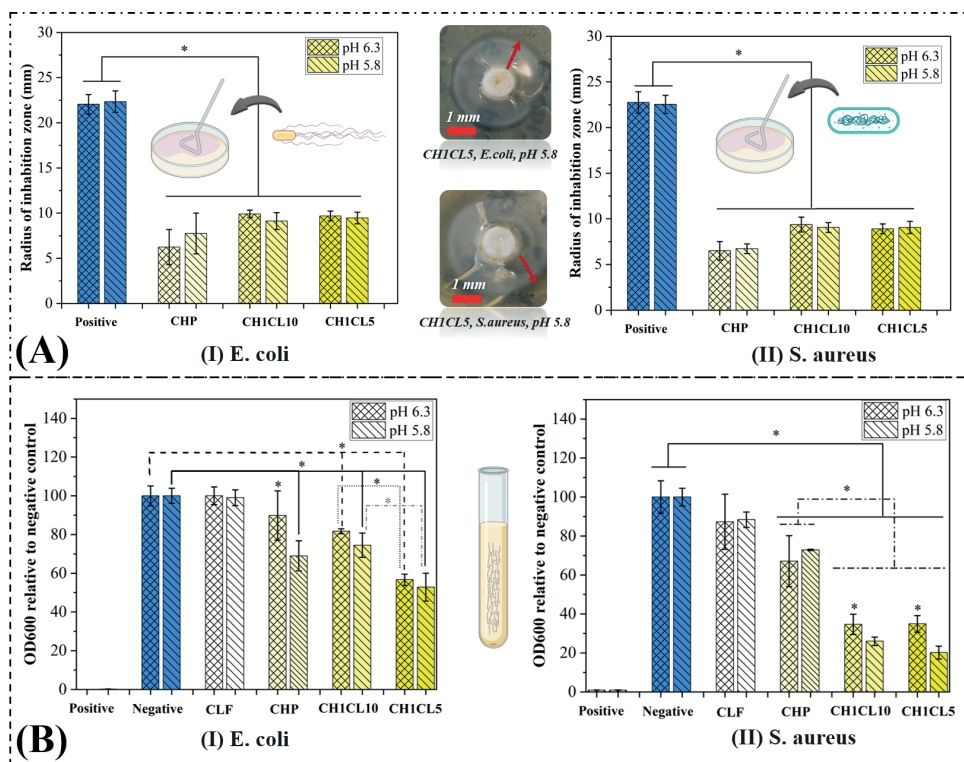 30
25
20
15
10
5
0
Radius of inhabition zone (mm)
*
pH 6.3
pH 5.8
Positive
CHP
CH1CL10
CH1CL5
(A)
(I) E. coli
1 mm
CH1CL5, E.coli, pH 5.8
1 mm
CH1CL5, S.aureus, pH 5.8
30
25
20
15
10
5
0
Radius of inhabition zone (mm)
*
pH 6.3
pH 5.8
Positive
CHP
CH1CL10
CH1CL5
(II) S. aureus
140
120
100
80
60
40
20
0
OD600 relative to negative control
pH 6.3
pH 5.8
*
*
*
*
*
Positive
Negative
CLF
CHP
CH1CL10
CH1CL5
(B)
(I) E. coli
140
120
100
80
60
40
20
0
OD600 relative to negative control
pH 6.3
pH 5.8
*
*
*
*
Positive
Negative
CLF
CHP
CH1CL10
CH1CL5
(II) S. aureus